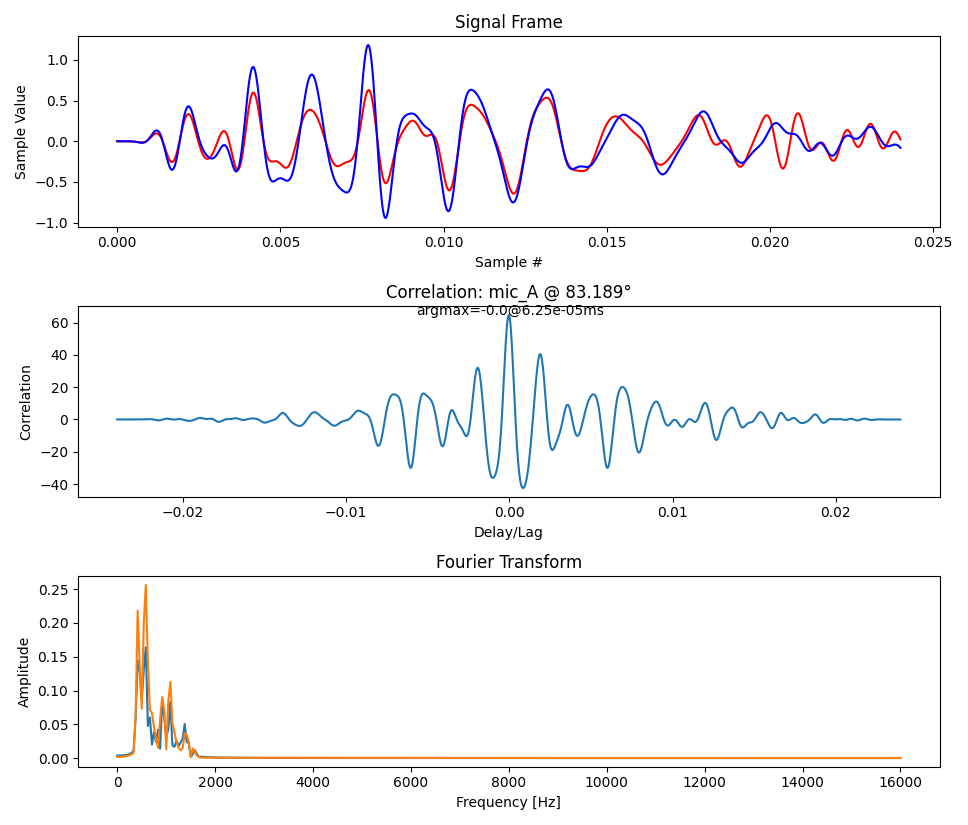 Signal Frame
Sample Value
1.0
0.5
0.0
−0.5
−1.0
0.000 0.005 0.010 0.015 0.020 0.025
Sample #
Correlation: mic_A @ 83.189°
argmax=-0.0@6.25e-05ms
Correlation
60
40
20
0
−20
−40
−0.02 −0.01 0.00 0.01 0.02
Delay/Lag
Fourier Transform
Amplitude
0.25
0.20
0.15
0.10
0.05
0.00
0 2000 4000 6000 8000 10000 12000 14000 16000
Frequency [Hz]